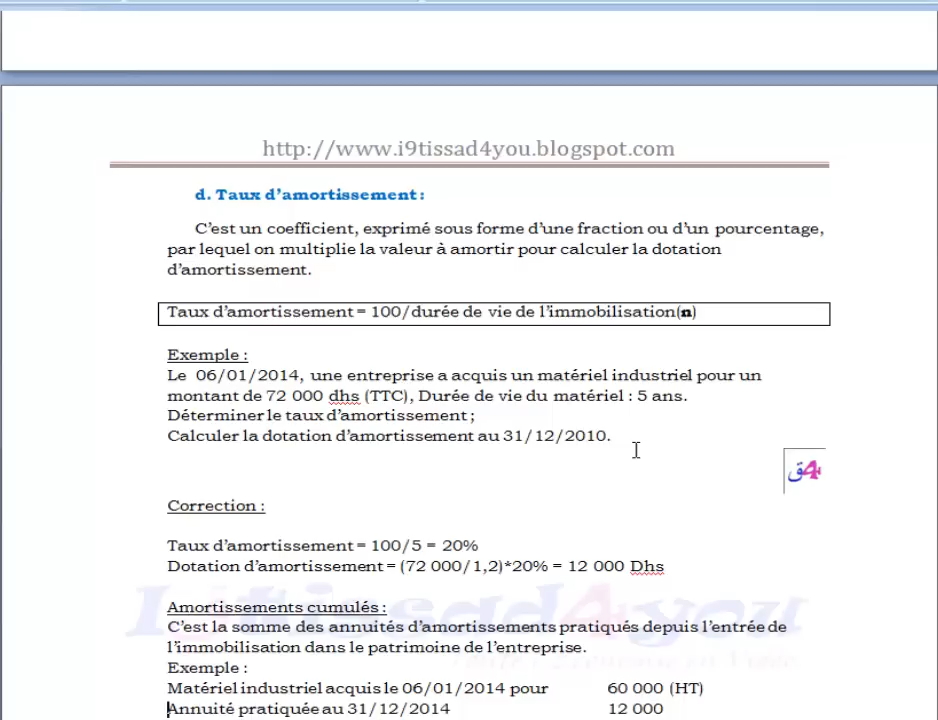 http://www.i9tissad4you.blogspot.com
d. Taux d’amortissement :
C’est un coefficient, exprimé sous forme d’une fraction ou d’un pourcentage,
par lequel on multiplie la valeur à amortir pour calculer la dotation
d’amortissement.
Taux d’amortissement = 100/durée de vie de l’immobilisation(n)
Exemple :
Le 06/01/2014, une entreprise a acquis un matériel industriel pour un
montant de 72 000 dhs (TTC), Durée de vie du matériel : 5 ans.
Déterminer le taux d’amortissement ;
Calculer la dotation d’amortissement au 31/12/2010.
ق4
Correction :
Taux d’amortissement = 100/5 = 20%
Dotation d’amortissement = (72 000/1,2)*20% = 12 000 Dhs
Amortissements cumulés :
C’est la somme des annuités d’amortissements pratiqués depuis l’entrée de
l’immobilisation dans le patrimoine de l’entreprise.
Exemple :
Matériel industriel acquis le 06/01/2014 pour 60 000 (HT)
Annuité pratiquée au 31/12/2014 12 000